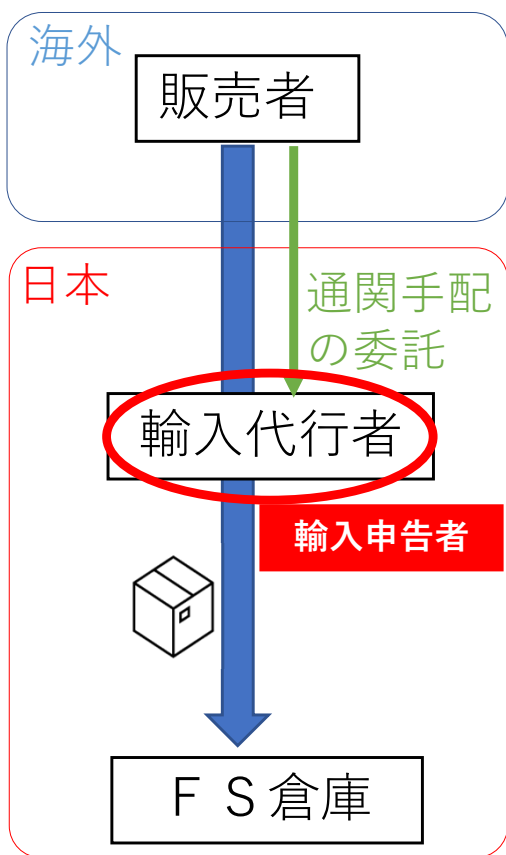 海外
販売者
日本
通関手配
の委託
輸入代行者
輸入申告者
ＦＳ倉庫